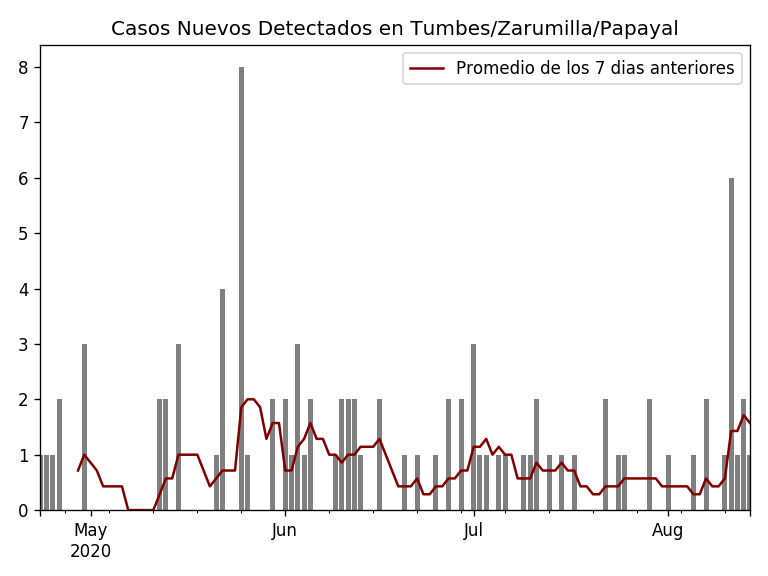 Casos Nuevos Detectados en Tumbes/Zarumilla/Papayal
Promedio de los 7 dias anteriores
8
7
6
5
4
3
2
1
0
May
2020
Jun
Jul
Aug